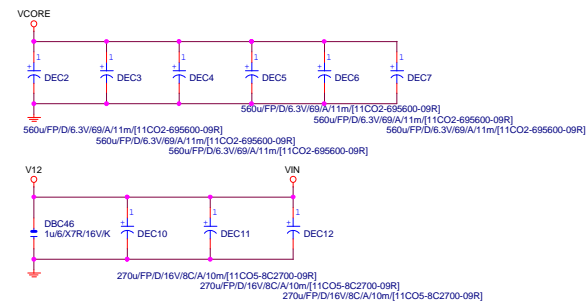 VCORE
1 1 1 1 1 1
DEC2 DEC3 DEC4 DEC5 DEC6 DEC7
560u/FP/D/6.3V/69/A/11m/[11CO2-695600-09R]
560u/FP/D/6.3V/69/A/11m/[11CO2-695600-09R]
560u/FP/D/6.3V/69/A/11m/[11CO2-695600-09R]
560u/FP/D/6.3V/69/A/11m/[11CO2-695600-09R]
560u/FP/D/6.3V/69/A/11m/[11CO2-695600-09R]
560u/FP/D/6.3V/69/A/11m/[11CO2-695600-09R]
V12 VIN
1 1 1
DBC46
1u/6/X7R/16V/K
DEC10 DEC11 DEC12
270u/FP/D/16V/8C/A/10m/[11CO5-8C2700-09R]
270u/FP/D/16V/8C/A/10m/[11CO5-8C2700-09R]
270u/FP/D/16V/8C/A/10m/[11CO5-8C2700-09R]